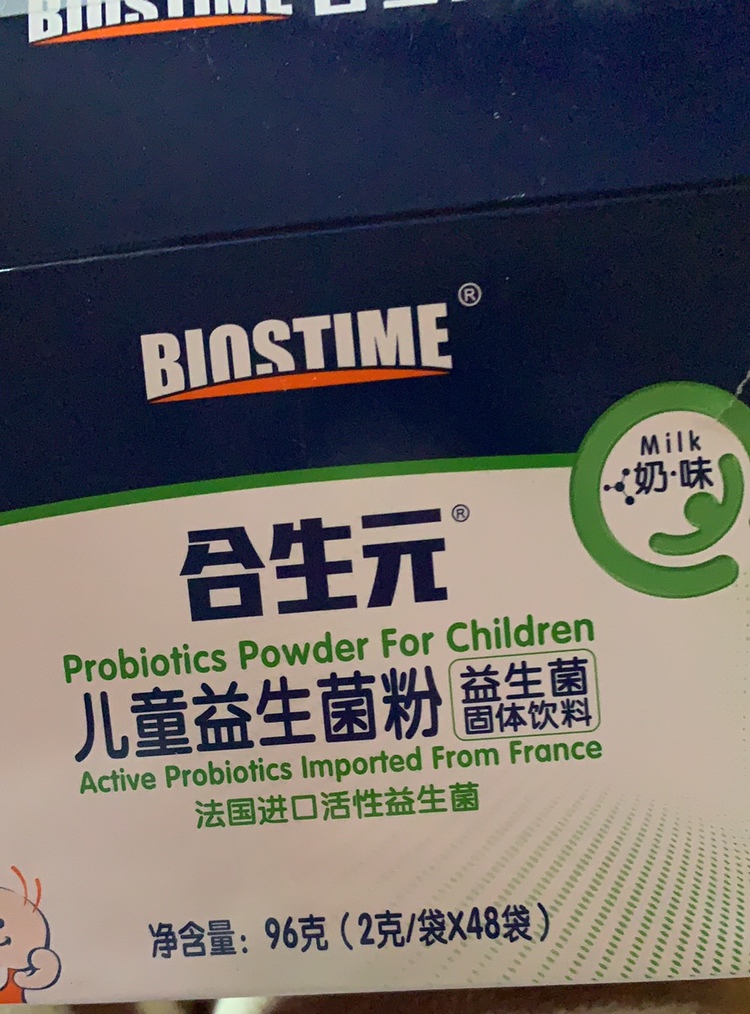 BIOSTIME
BIOSTIME®
Milk
奶·味
合生元®
Probiotics Powder For Children
儿童益生菌粉
益生菌
固体饮料
Active Probiotics Imported From France
法国进口活性益生菌
净含量：96克（2克/袋X48袋）